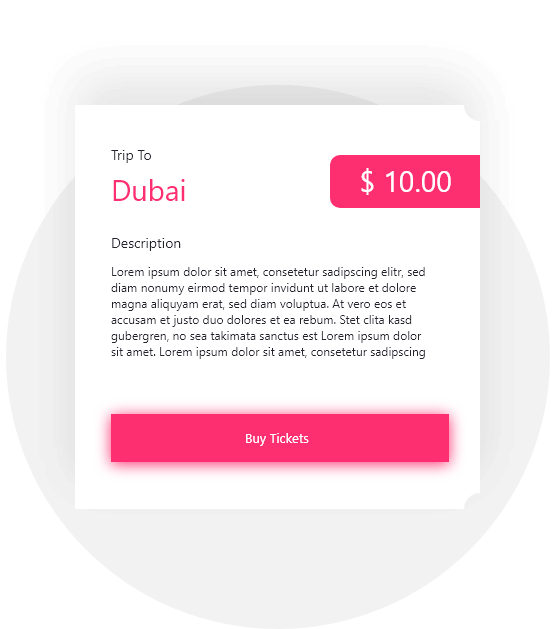 Trip To
Dubai
$ 10.00
Description
Lorem ipsum dolor sit amet, consetetur sadipscing elitr, sed
diam nonumy eirmod tempor invidunt ut labore et dolore
magna aliquyam erat, sed diam voluptua. At vero eos et
accusam et justo duo dolores et ea rebum. Stet clita kasd
gubergren, no sea takimata sanctus est Lorem ipsum dolor
sit amet. Lorem ipsum dolor sit amet, consetetur sadipscing
Buy Tickets